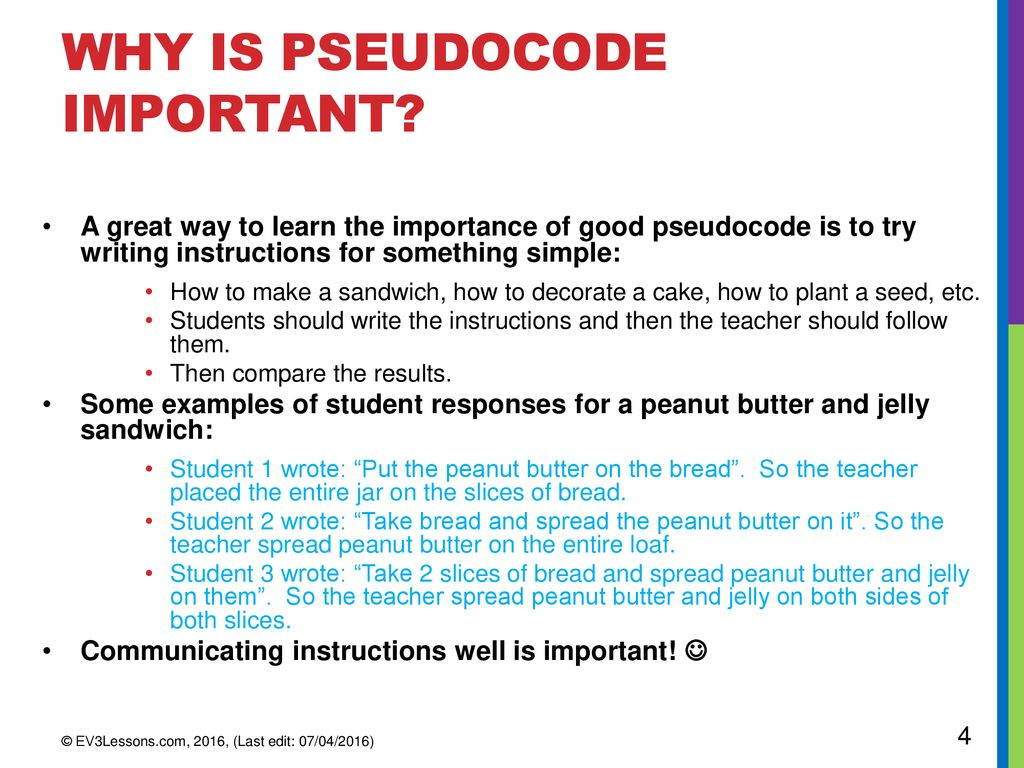 WHY IS PSEUDOCODE
IMPORTANT?
• A great way to learn the importance of good pseudocode is to try
writing instructions for something simple:
• How to make a sandwich, how to decorate a cake, how to plant a seed, etc.
• Students should write the instructions and then the teacher should follow
them.
• Then compare the results.
• Some examples of student responses for a peanut butter and jelly
sandwich:
• Student 1 wrote: “Put the peanut butter on the bread”.  So the teacher
placed the entire jar on the slices of bread.
• Student 2 wrote: “Take bread and spread the peanut butter on it”. So the
teacher spread peanut butter on the entire loaf.
• Student 3 wrote: “Take 2 slices of bread and spread peanut butter and jelly
on them”.  So the teacher spread peanut butter and jelly on both sides of
both slices.
• Communicating instructions well is important! ☺
© EV3Lessons.com, 2016, (Last edit: 07/04/2016)
4